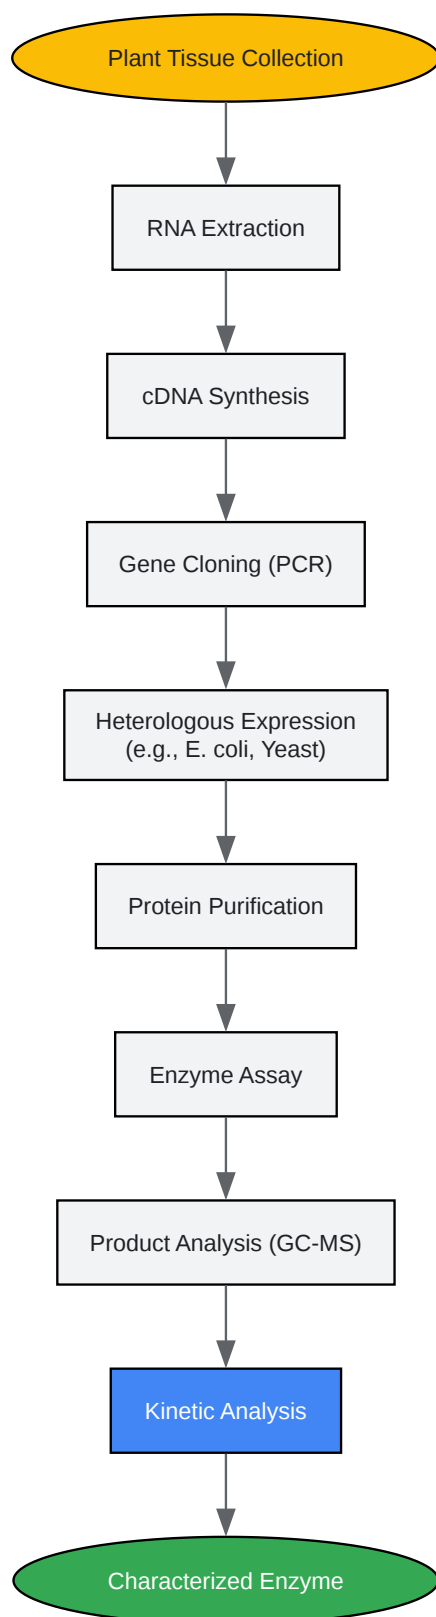 Plant Tissue Collection
RNA Extraction
cDNA Synthesis
Gene Cloning (PCR)
Heterologous Expression
(e.g., E. coli, Yeast)
Protein Purification
Enzyme Assay
Product Analysis (GC-MS)
Kinetic Analysis
Characterized Enzyme